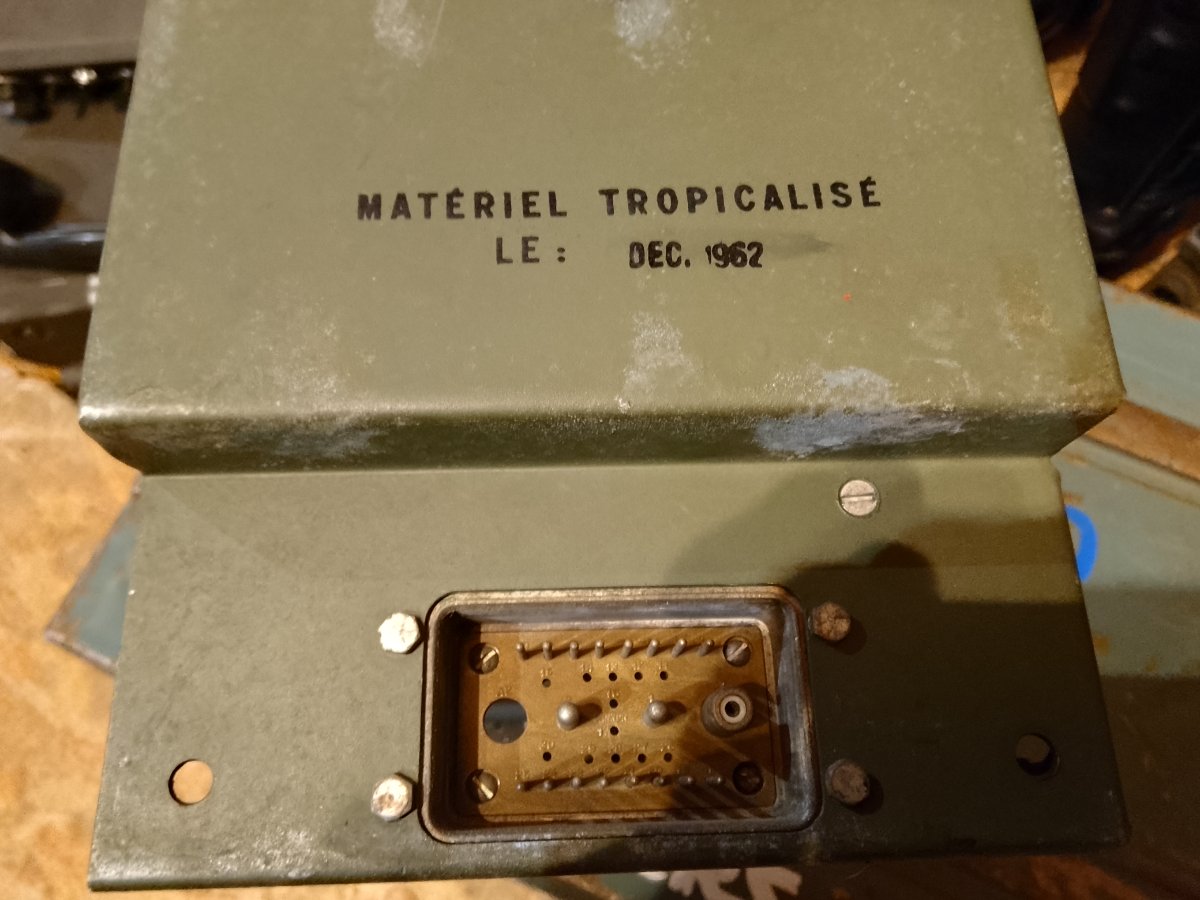 MATÉRIEL TROPICALISÉ
LE : DEC. 1962